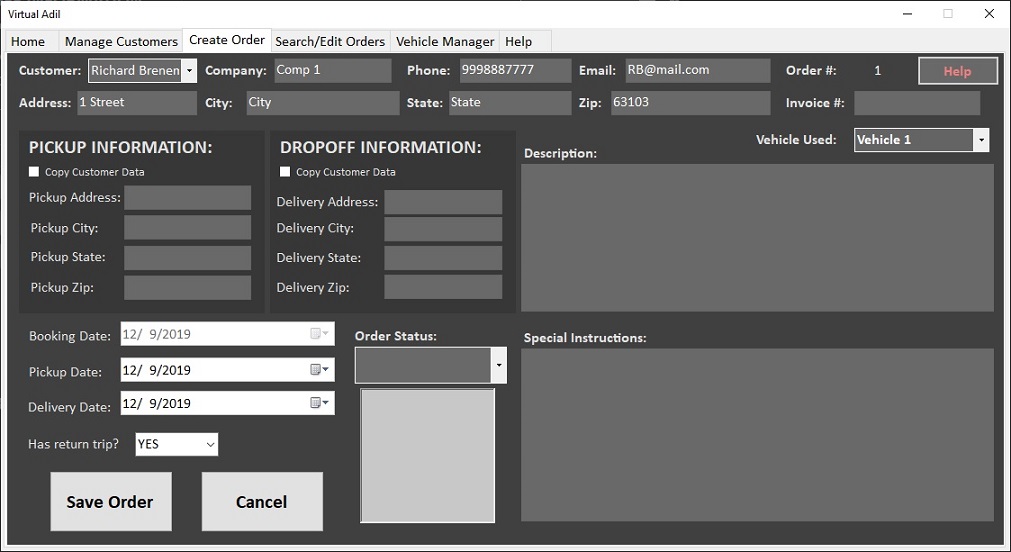 Virtual Adil
Home Manage Customers Create Order Search/Edit Orders Vehicle Manager Help
Customer: Richard Brenen Company: Comp 1 Phone: 9998887777 Email: RB@mail.com Order #: 1 Help
Address: 1 Street City: City State: State Zip: 63103 Invoice #:
Vehicle Used: Vehicle 1
PICKUP INFORMATION: DROPOFF INFORMATION: Description:
Copy Customer Data Copy Customer Data
Pickup Address: Delivery Address:
Pickup City: Delivery City:
Pickup State: Delivery State:
Pickup Zip: Delivery Zip:
Booking Date: 12/ 9/2019 Order Status: Special Instructions:
Pickup Date: 12/ 9/2019
Delivery Date: 12/ 9/2019
Has return trip? YES
Save Order Cancel